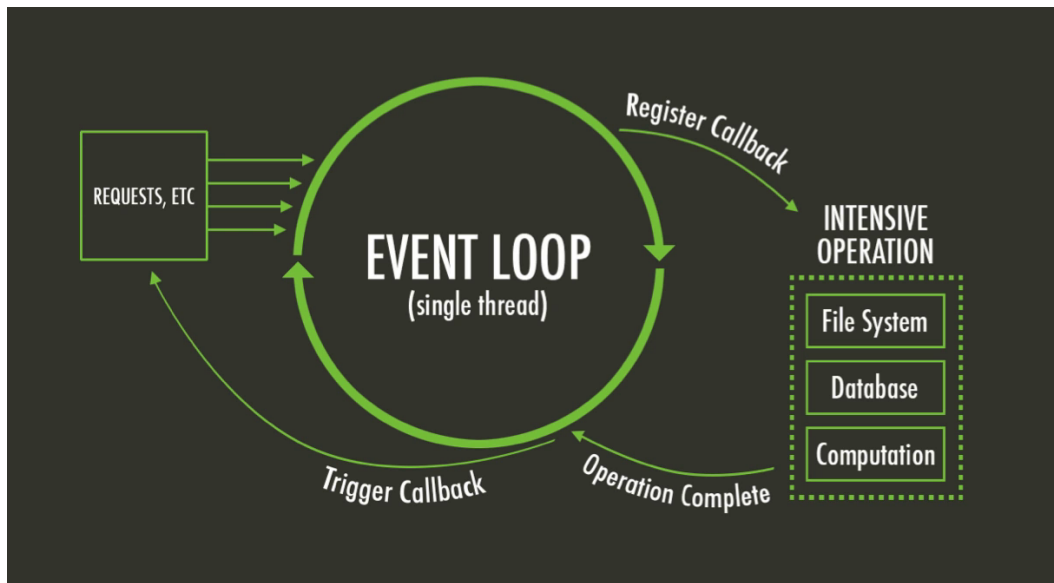 REQUESTS, ETC
EVENT LOOP
(single thread)
Register Callback
INTENSIVE
OPERATION
File System
Database
Computation
Operation Complete
Trigger Callback